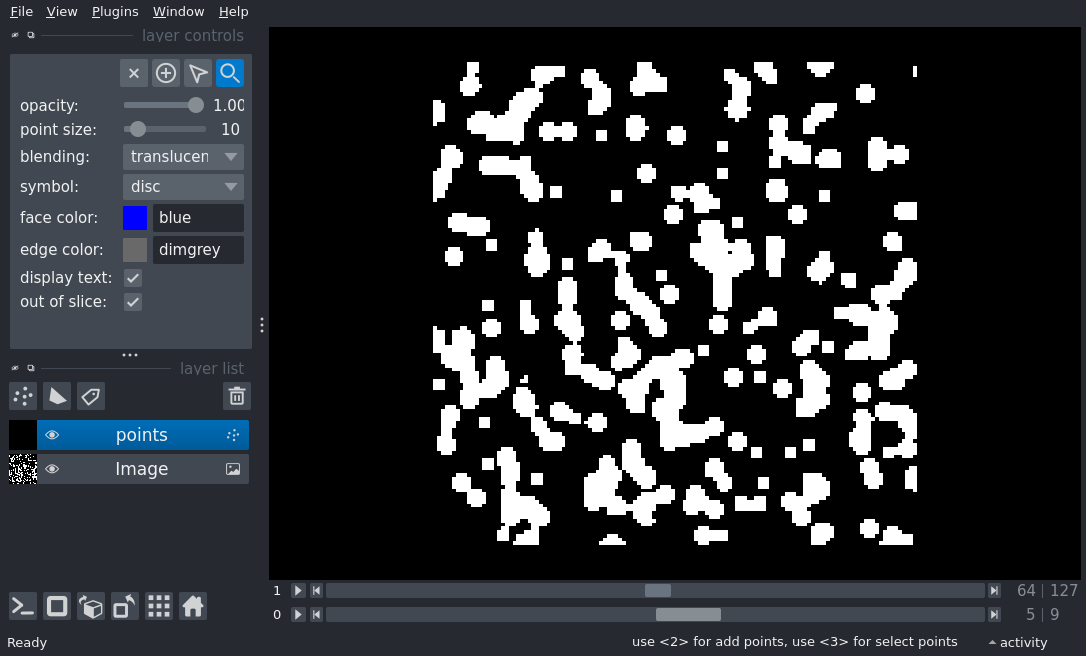 File View Plugins Window Help
layer controls
opacity: 1.00
point size: 10
blending: translucen
symbol: disc
face color: blue
edge color: dimgrey
display text:
out of slice:
layer list
points
Image
1 64 | 127
0 5 | 9
Ready use <2> for add points, use <3> for select points activity